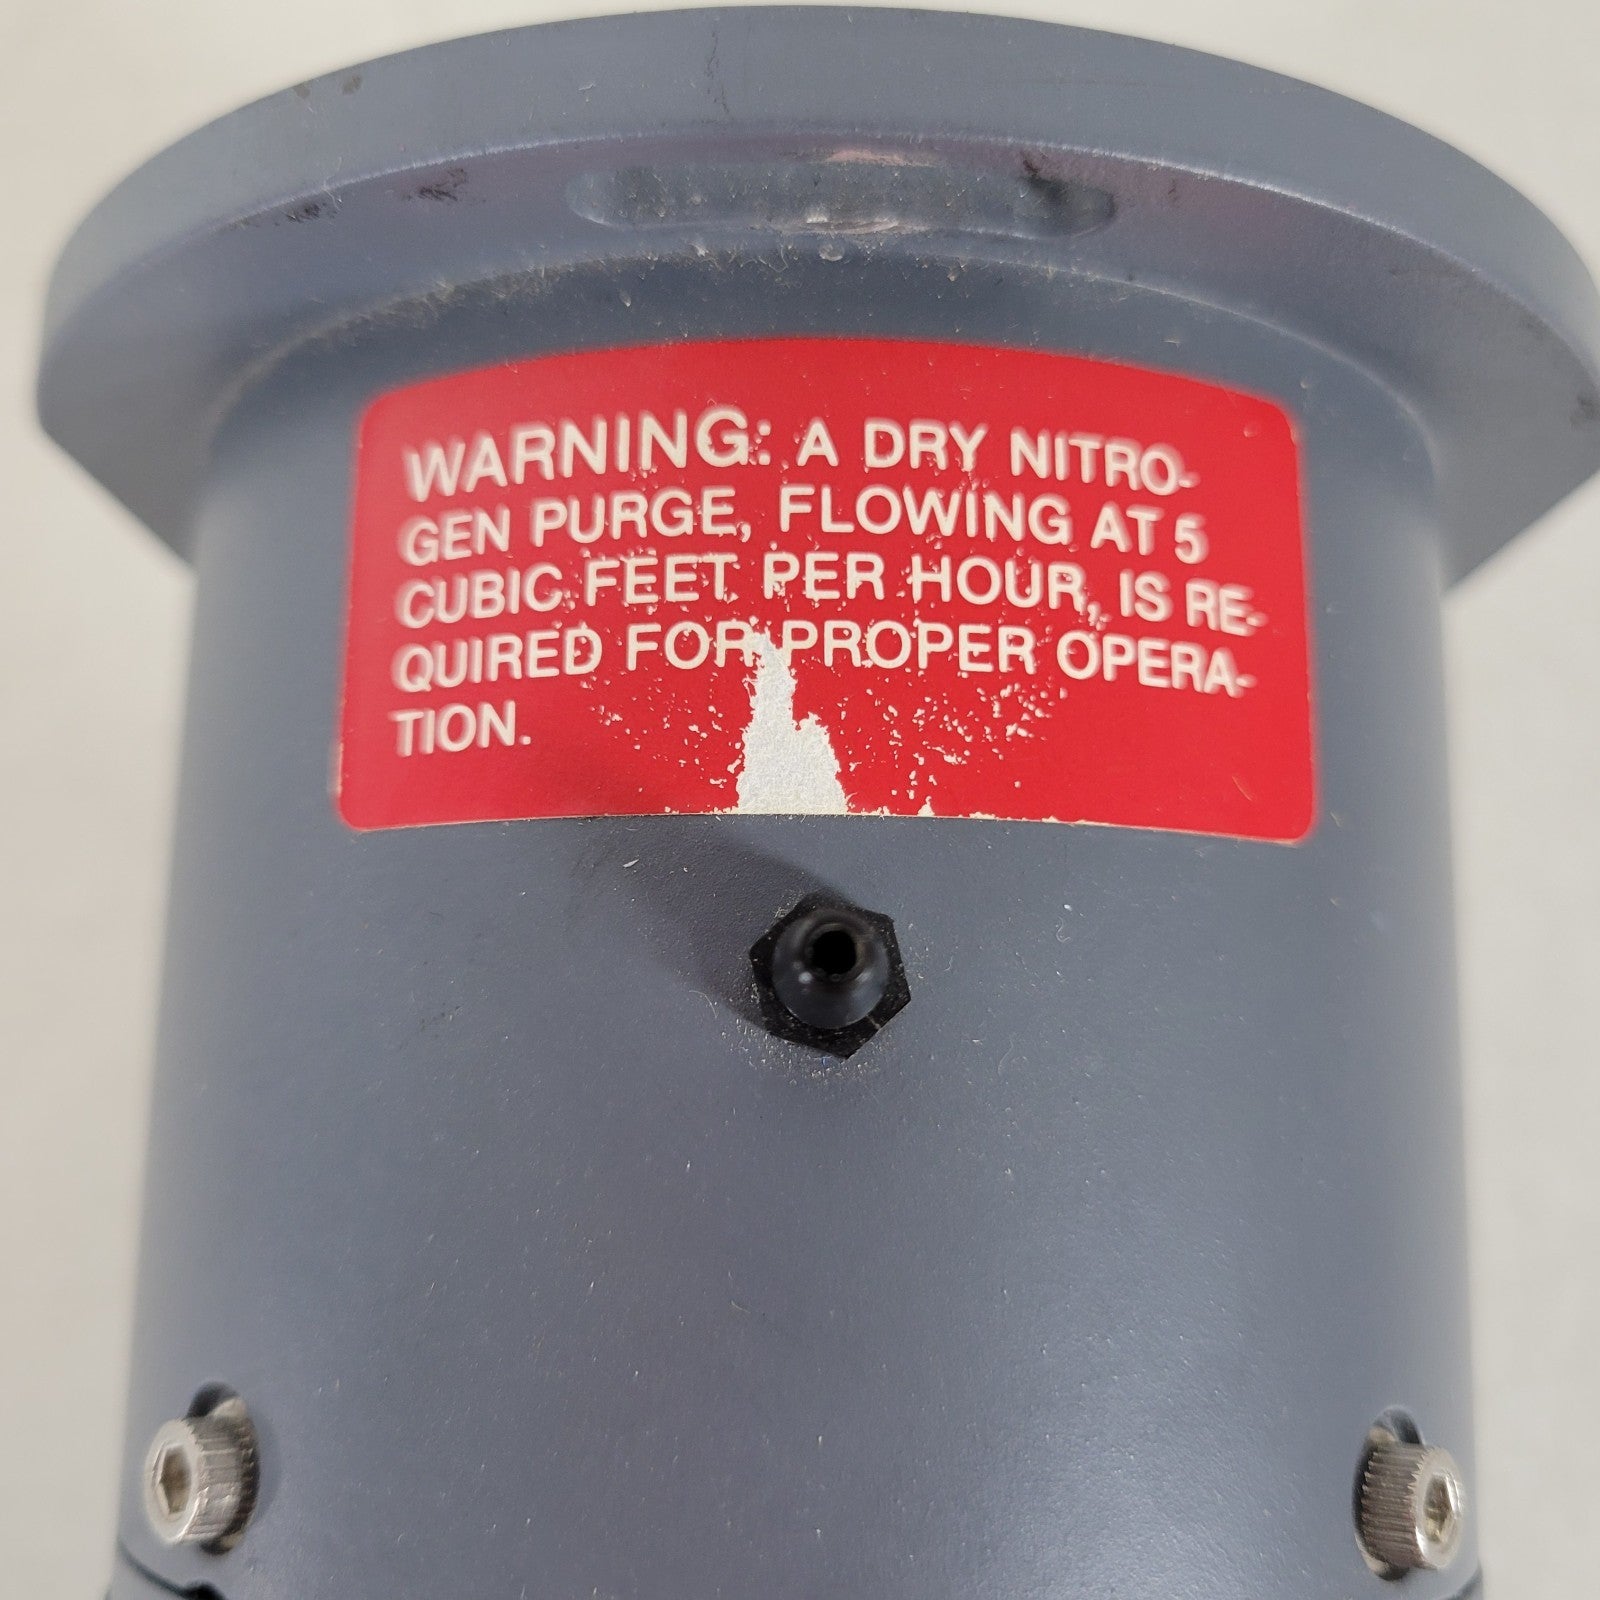 WARNING: A DRY NITRO-
GEN PURGE, FLOWING AT 5
CUBIC FEET PER HOUR, IS RE-
QUIRED FOR PROPER OPERA-
TION.